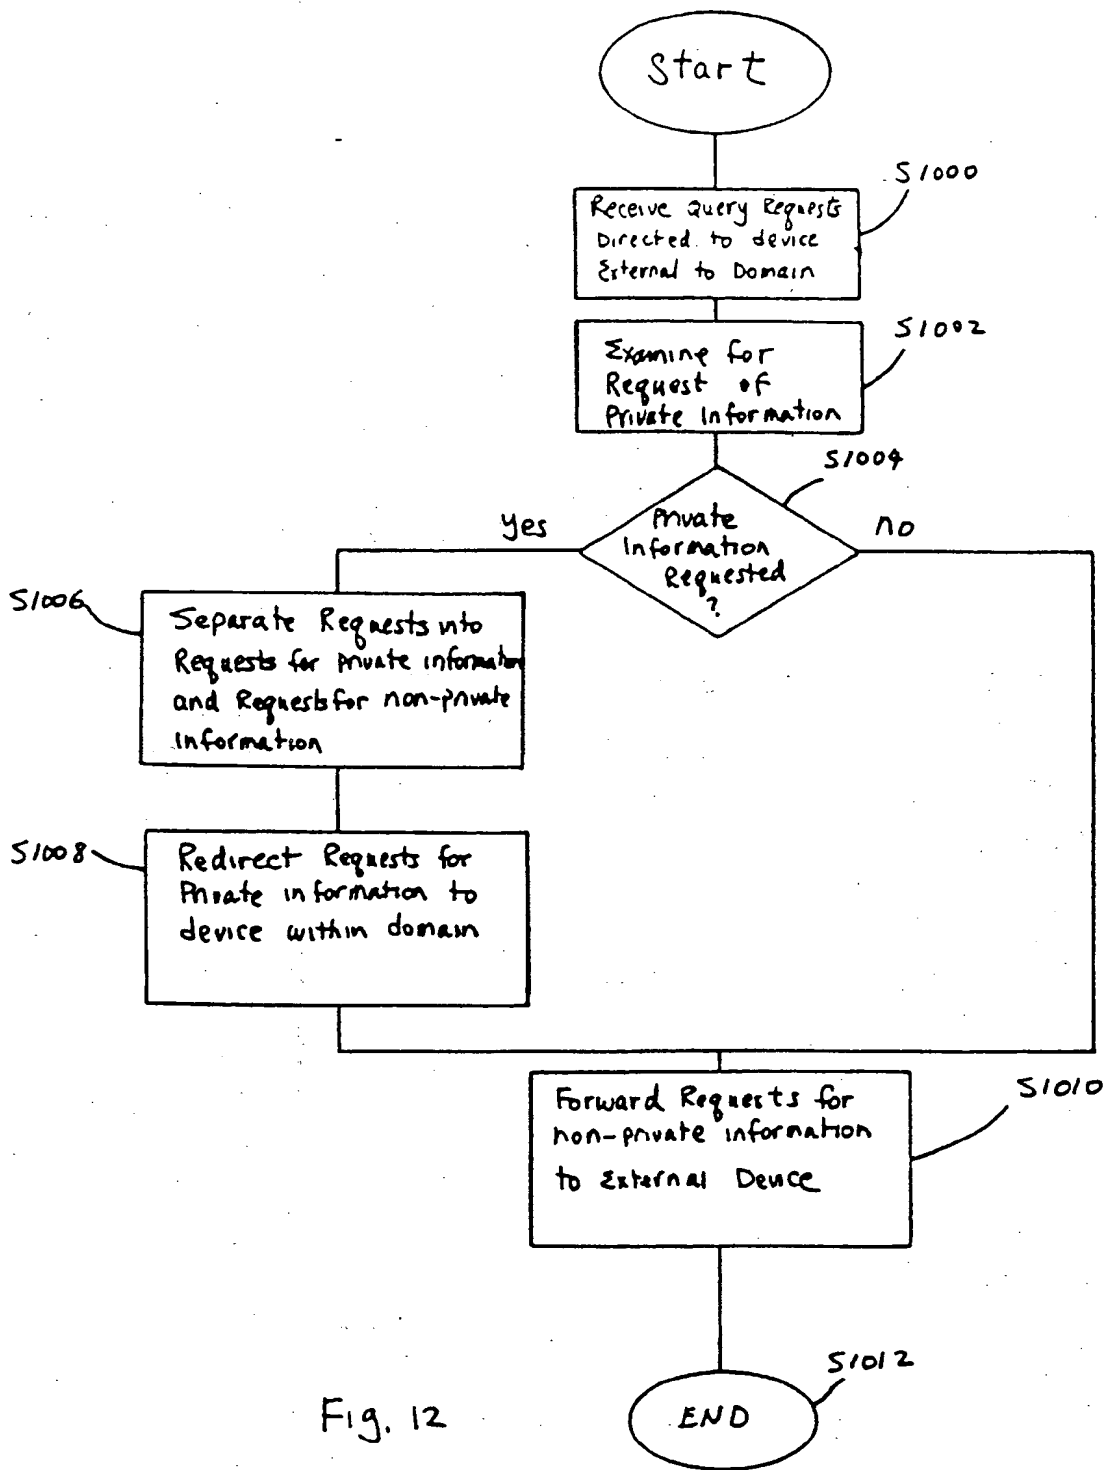 Start
S1000
Receive Query Requests
Directed to device
External to Domain
S1002
Examine for
Request of
Private Information
S1004
Private
Information
Requested
?
yes
no
S1006
Separate Requests into
Requests for private information
and Requests for non-private
information
S1008
Redirect Requests for
Private information to
device within domain
S1010
Forward Requests for
non-private information
to External Device
S1012
END
Fig. 12